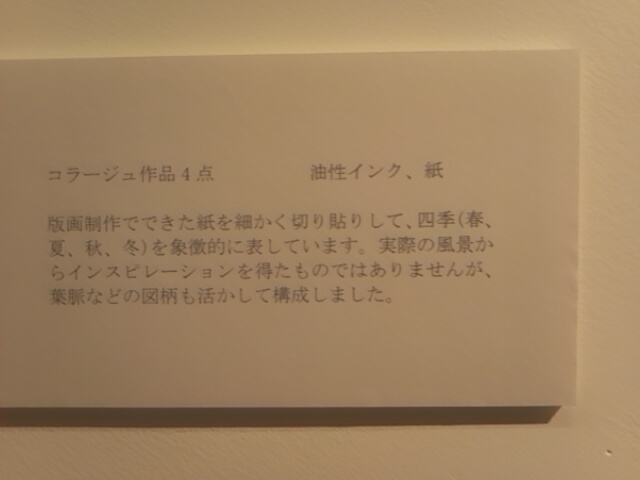 コラージュ作品4点　油性インク、紙
版画制作でできた紙を細かく切り貼りして、四季(春、
夏、秋、冬)を象徴的に表しています。実際の風景か
らインスピレーションを得たものではありませんが、
葉脈などの図柄も活かして構成しました。